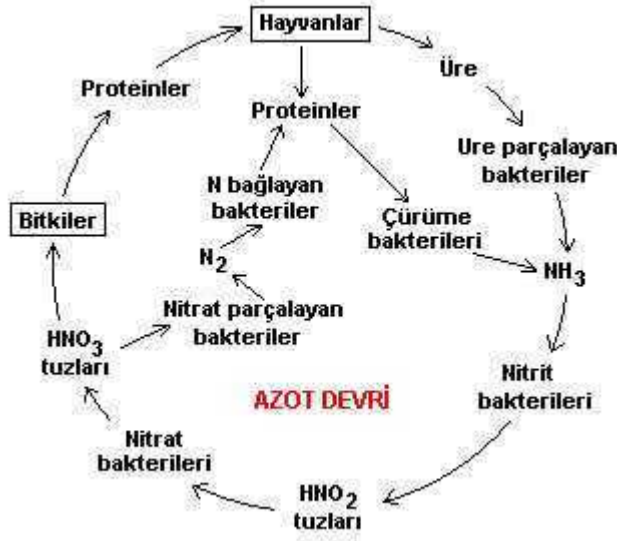 Hayvanlar
Üre
Proteinler
Proteinler
Ure parçalayan
bakteriler
N bağlayan
bakteriler
Bitkiler
Çürüme
bakterileri
N2
NH3
Nitrat parçalayan
bakteriler
HNO3
tuzları
Nitrit
bakterileri
AZOT DEVRİ
Nitrat
bakterileri
HNO2
tuzları